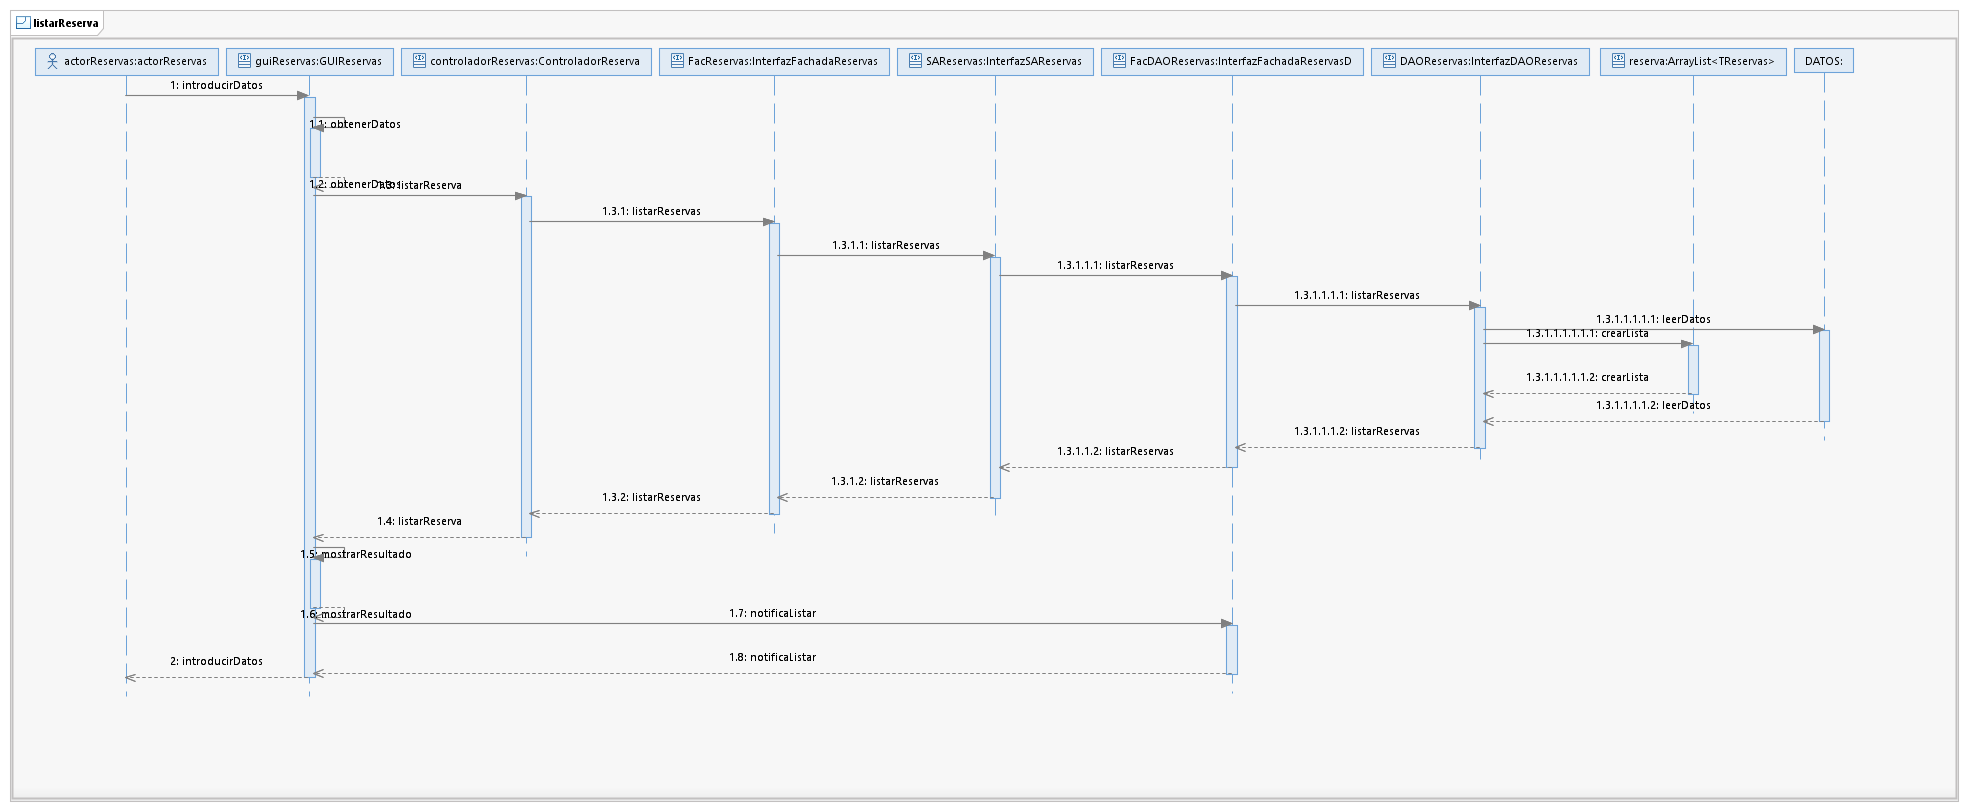 listarReserva
actorReservas:actorReservas
guiReservas:GUIReservas
controladorReservas:ControladorReserva
FacReservas:InterfazFachadaReservas
SAReservas:InterfazSAReservas
FacDAOReservas:InterfazFachadaReservasD
DAOReservas:InterfazDAOReservas
reserva:ArrayList<TReservas>
DATOS:
1: introducirDatos
1.1: obtenerDatos
1.2: obtenerDatos
1.3: listarReserva
1.3.1: listarReservas
1.3.1.1: listarReservas
1.3.1.1.1: listarReservas
1.3.1.1.1.1: listarReservas
1.3.1.1.1.1.1: leerDatos
1.3.1.1.1.1.1.1: crearLista
1.3.1.1.1.1.1.2: crearLista
1.3.1.1.1.1.2: leerDatos
1.3.1.1.1.2: listarReservas
1.3.1.1.2: listarReservas
1.3.1.2: listarReservas
1.3.2: listarReservas
1.4: listarReserva
1.5: mostrarResultado
1.6: mostrarResultado
1.7: notificaListar
1.8: notificaListar
2: introducirDatos